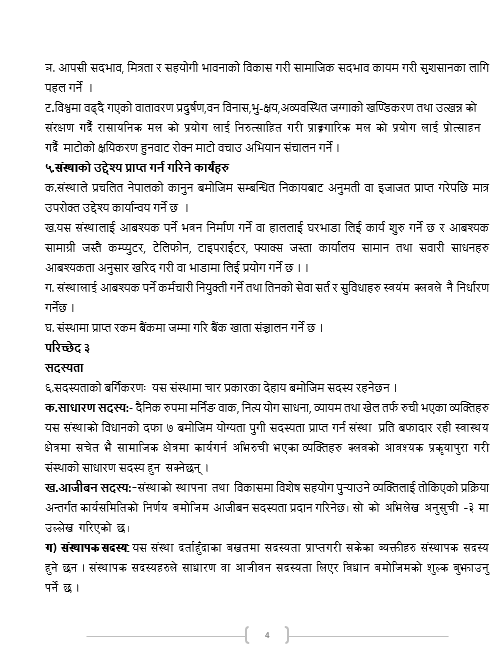 ञ. आपसी सदभाव, मित्रता र सहयोगी भावनाको विकास गरी सामाजिक सदभाव कायम गरी सुशसानका लागि
पहल गर्ने ।
ट.विश्वमा वढ्दै गएको वातावरण प्रदुर्षण,वन विनास,भु-क्षय,अव्यवस्थित जग्गाको खण्डिकरण तथा उत्खन्न को
संरक्षण गर्दै रासायनिक मल को प्रयोग लाई निरुत्साहित गरी प्राङ्गारिक मल को प्रयोग लाई प्रोत्साहन
गर्दै माटोको क्षयिकरण हुनवाट रोक्न माटो वचाउ अभियान संचालन गर्ने ।
५.संस्थाको उद्देश्य प्राप्त गर्न गरिने कार्यहरु
क.संस्थाले प्रचलित नेपालको कानुन बमोजिम सम्बन्धित निकायबाट अनुमती वा इजाजत प्राप्त गरेपछि मात्र
उपरोक्त उद्देश्य कार्यान्वय गर्ने छ ।
ख.यस संस्थालाई आबश्यक पर्ने भवन निर्माण गर्ने वा हाललाई घरभाडा लिई कार्य शुरु गर्ने छ र आबश्यक
सामाग्री जस्तै कम्प्युटर, टेलिफोन, टाइपराईटर, फ्याक्स जस्ता कार्यालय सामान तथा सवारी साधनहरु
आबश्यकता अनुसार खरिद गरी वा भाडामा लिई प्रयोग गर्ने छ । ।
ग. संस्थालाई आबश्यक पर्ने कर्मचारी नियुक्ती गर्ने तथा तिनको सेवा सर्त र सुविधाहरु स्वयंम क्लवले नै निर्धारण
गर्नेछ ।
घ. संस्थामा प्राप्त रकम बैंकमा जम्मा गरि बैंक खाता संञ्चालन गर्ने छ ।
परिच्छेद ३
सदस्यता
६.सदस्यताको बर्गिकरणः यस संस्थामा चार प्रकारका देहाय बमोजिम सदस्य रहनेछन ।
क.साधारण सदस्य:- दैनिक रुपमा मर्निङ वाक, नित्य योग साधना, व्यायम तथा खेल तर्फ रुची भएका व्यक्तिहरु
यस संस्थाको विधानको दफा ७ बमोजिम योग्यता पुगी सदस्यता प्राप्त गर्न संस्था प्रति बफादार रही स्वास्थय
क्षेत्रमा सचेत भै सामाजिक क्षेत्रमा कार्यगर्न अभिरुची भएका व्यक्तिहरु क्लवको आवश्यक प्रकृयापुरा गरी
संस्थाको साधारण सदस्य हुन सक्नेछन् ।
ख.आजीबन सदस्य:-संस्थाको स्थापना तथा विकासमा विशेष सहयोग पुर्‍याउने व्यक्तिलाई तोकिएको प्रक्रिया
अन्तर्गत कार्यसमितिको निर्णय बमोजिम आजीबन सदस्यता प्रदान गरिनेछ। सो को अभिलेख अनुसुची -३ मा
उल्लेख गरिएको छ।
ग) संस्थापक सदस्य: यस संस्था दर्ताहुँदाका बखतमा सदस्यता प्राप्तगरी सकेका व्यक्तीहरु संस्थापक सदस्य
हुने छन । संस्थापक सदस्यहरुले साधारण वा आजीवन सदस्यता लिएर विधान बमोजिमको शुल्क बुझाउनु
पर्ने छ ।
4